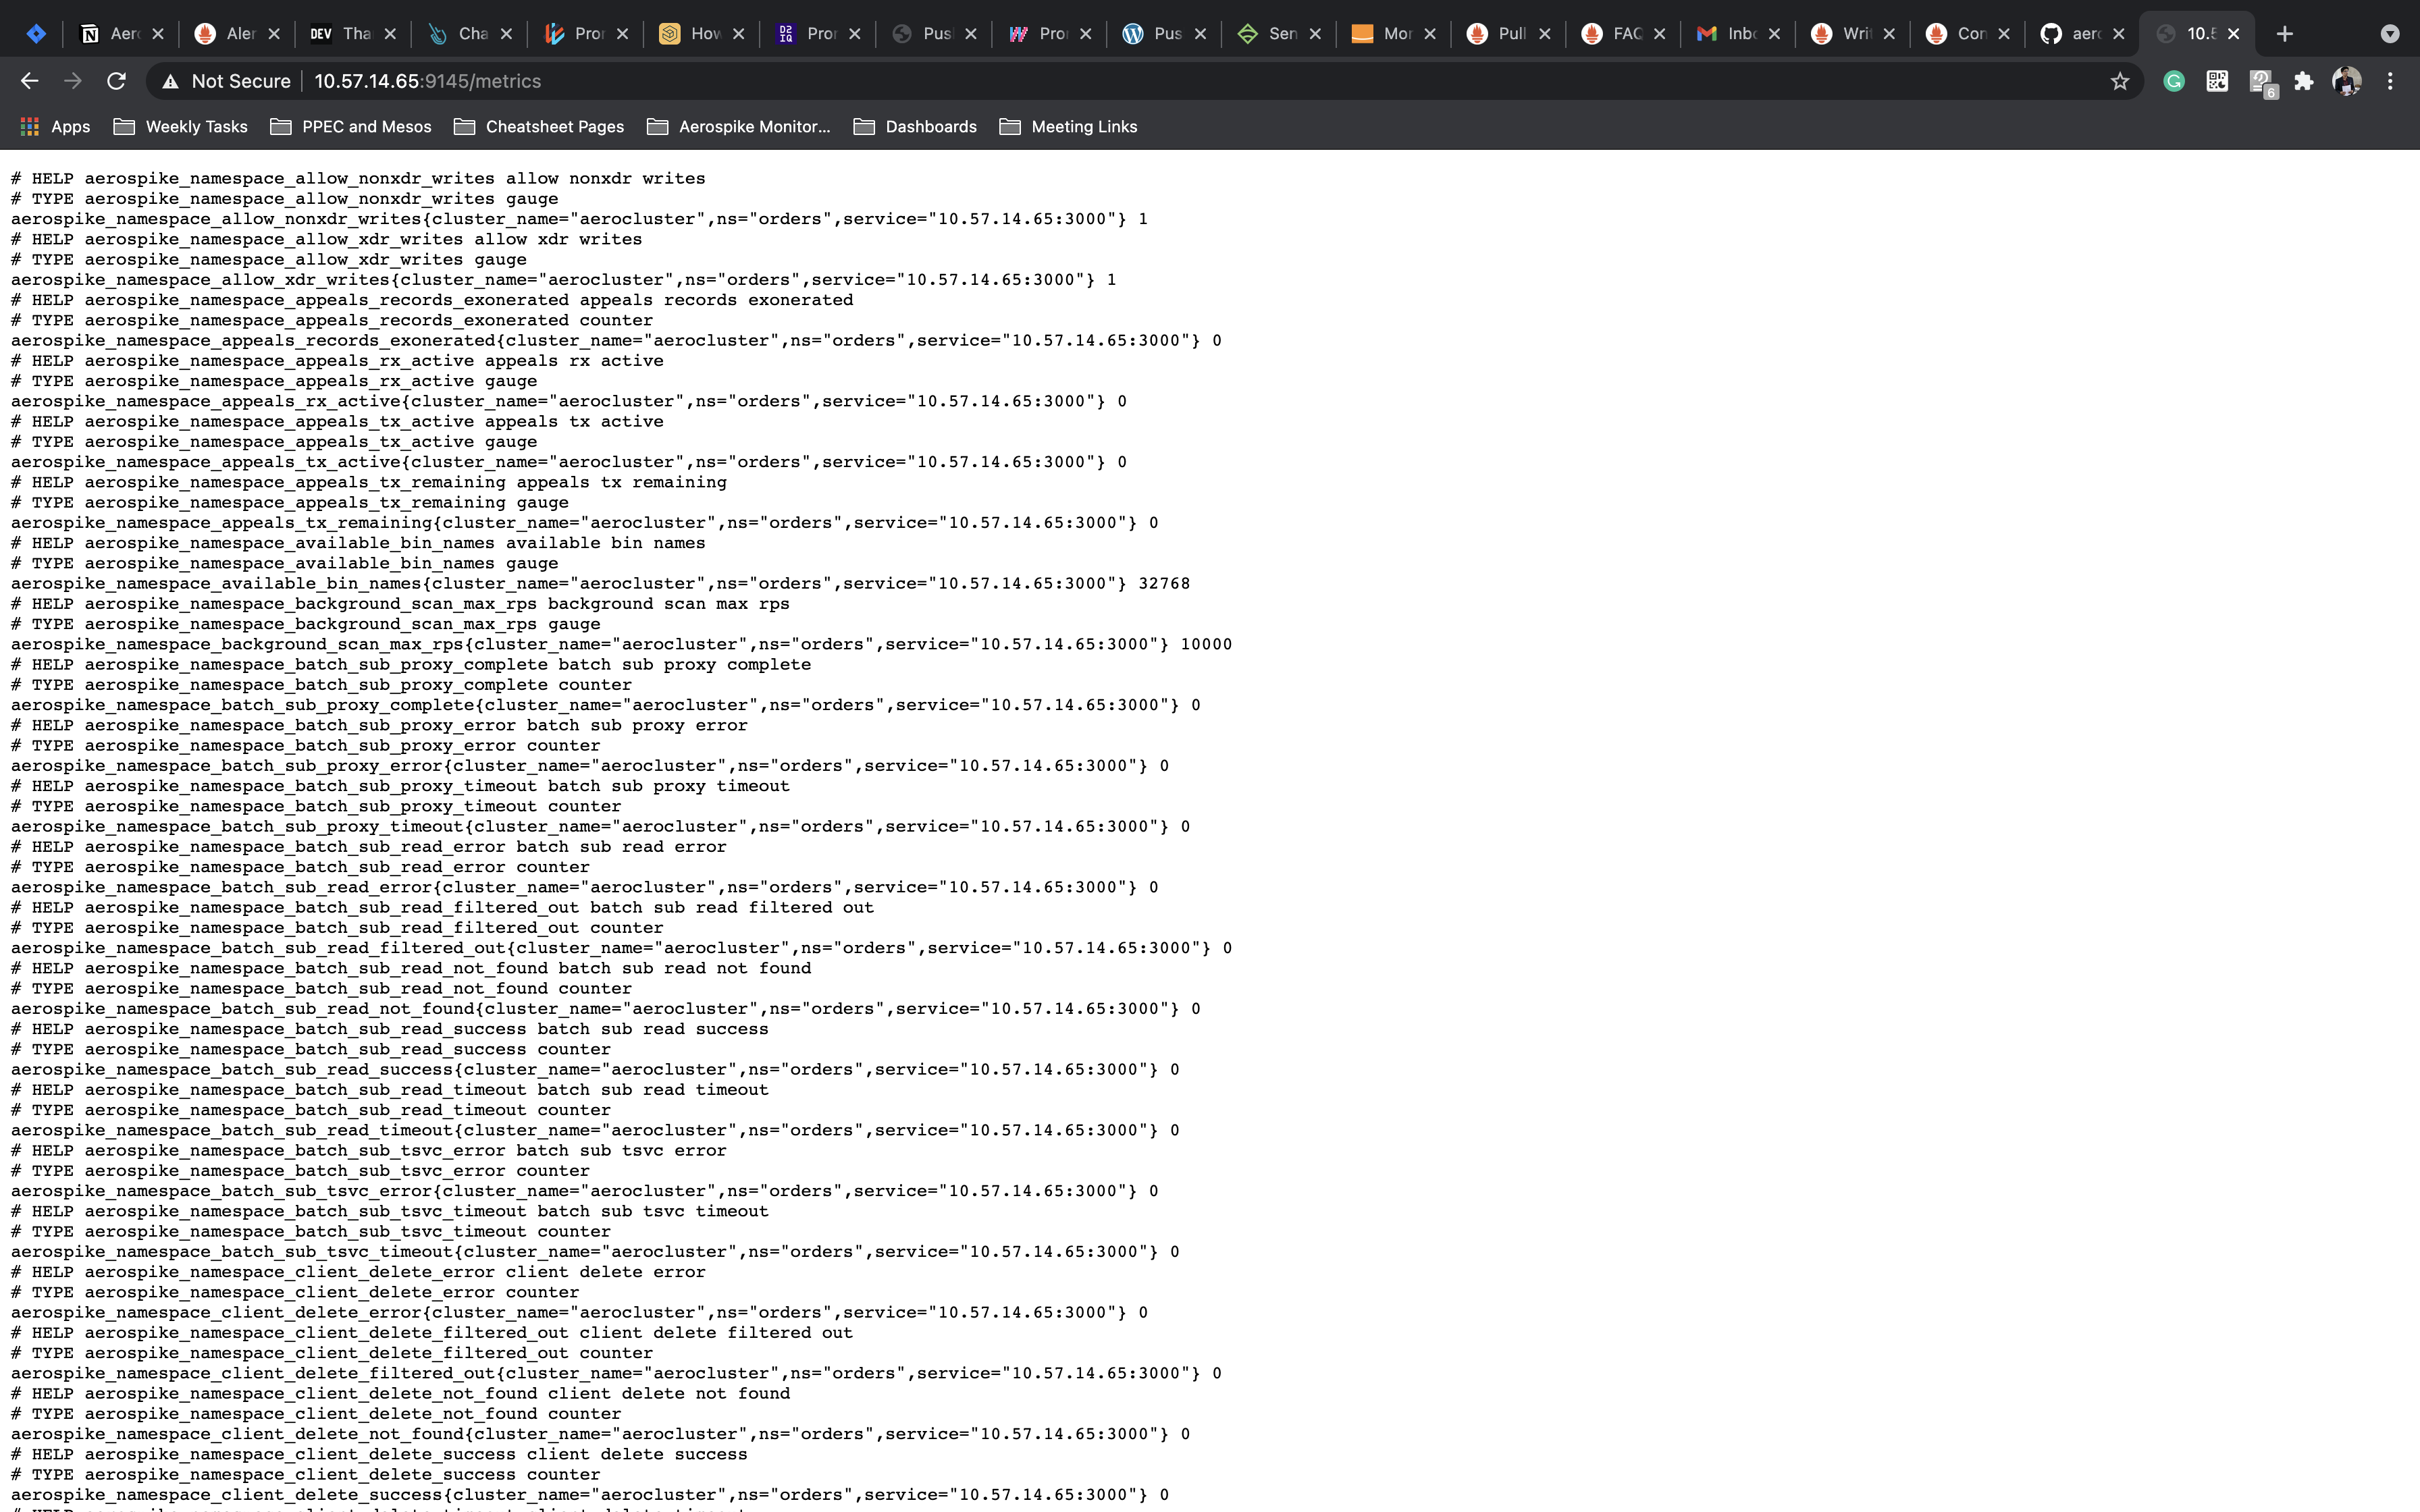 Aer
Aler
DEV Tha
Cha
Pror
How
D2 IQ Pror
Pus
Pro
Pus
Sen
Mor
Pull
FAQ
Inbo
Writ
Con
aero
10.5
Not Secure 10.57.14.65:9145/metrics
6
Apps Weekly Tasks PPEC and Mesos Cheatsheet Pages Aerospike Monitor... Dashboards Meeting Links
# HELP aerospike_namespace_allow_nonxdr_writes allow nonxdr writes
# TYPE aerospike_namespace_allow_nonxdr_writes gauge
aerospike_namespace_allow_nonxdr_writes{cluster_name="aerocluster",ns="orders",service="10.57.14.65:3000"} 1
# HELP aerospike_namespace_allow_xdr_writes allow xdr writes
# TYPE aerospike_namespace_allow_xdr_writes gauge
aerospike_namespace_allow_xdr_writes{cluster_name="aerocluster",ns="orders",service="10.57.14.65:3000"} 1
# HELP aerospike_namespace_appeals_records_exonerated appeals records exonerated
# TYPE aerospike_namespace_appeals_records_exonerated counter
aerospike_namespace_appeals_records_exonerated{cluster_name="aerocluster",ns="orders",service="10.57.14.65:3000"} 0
# HELP aerospike_namespace_appeals_rx_active appeals rx active
# TYPE aerospike_namespace_appeals_rx_active gauge
aerospike_namespace_appeals_rx_active{cluster_name="aerocluster",ns="orders",service="10.57.14.65:3000"} 0
# HELP aerospike_namespace_appeals_tx_active appeals tx active
# TYPE aerospike_namespace_appeals_tx_active gauge
aerospike_namespace_appeals_tx_active{cluster_name="aerocluster",ns="orders",service="10.57.14.65:3000"} 0
# HELP aerospike_namespace_appeals_tx_remaining appeals tx remaining
# TYPE aerospike_namespace_appeals_tx_remaining gauge
aerospike_namespace_appeals_tx_remaining{cluster_name="aerocluster",ns="orders",service="10.57.14.65:3000"} 0
# HELP aerospike_namespace_available_bin_names available bin names
# TYPE aerospike_namespace_available_bin_names gauge
aerospike_namespace_available_bin_names{cluster_name="aerocluster",ns="orders",service="10.57.14.65:3000"} 32768
# HELP aerospike_namespace_background_scan_max_rps background scan max rps
# TYPE aerospike_namespace_background_scan_max_rps gauge
aerospike_namespace_background_scan_max_rps{cluster_name="aerocluster",ns="orders",service="10.57.14.65:3000"} 10000
# HELP aerospike_namespace_batch_sub_proxy_complete batch sub proxy complete
# TYPE aerospike_namespace_batch_sub_proxy_complete counter
aerospike_namespace_batch_sub_proxy_complete{cluster_name="aerocluster",ns="orders",service="10.57.14.65:3000"} 0
# HELP aerospike_namespace_batch_sub_proxy_error batch sub proxy error
# TYPE aerospike_namespace_batch_sub_proxy_error counter
aerospike_namespace_batch_sub_proxy_error{cluster_name="aerocluster",ns="orders",service="10.57.14.65:3000"} 0
# HELP aerospike_namespace_batch_sub_proxy_timeout batch sub proxy timeout
# TYPE aerospike_namespace_batch_sub_proxy_timeout counter
aerospike_namespace_batch_sub_proxy_timeout{cluster_name="aerocluster",ns="orders",service="10.57.14.65:3000"} 0
# HELP aerospike_namespace_batch_sub_read_error batch sub read error
# TYPE aerospike_namespace_batch_sub_read_error counter
aerospike_namespace_batch_sub_read_error{cluster_name="aerocluster",ns="orders",service="10.57.14.65:3000"} 0
# HELP aerospike_namespace_batch_sub_read_filtered_out batch sub read filtered out
# TYPE aerospike_namespace_batch_sub_read_filtered_out counter
aerospike_namespace_batch_sub_read_filtered_out{cluster_name="aerocluster",ns="orders",service="10.57.14.65:3000"} 0
# HELP aerospike_namespace_batch_sub_read_not_found batch sub read not found
# TYPE aerospike_namespace_batch_sub_read_not_found counter
aerospike_namespace_batch_sub_read_not_found{cluster_name="aerocluster",ns="orders",service="10.57.14.65:3000"} 0
# HELP aerospike_namespace_batch_sub_read_success batch sub read success
# TYPE aerospike_namespace_batch_sub_read_success counter
aerospike_namespace_batch_sub_read_success{cluster_name="aerocluster",ns="orders",service="10.57.14.65:3000"} 0
# HELP aerospike_namespace_batch_sub_read_timeout batch sub read timeout
# TYPE aerospike_namespace_batch_sub_read_timeout counter
aerospike_namespace_batch_sub_read_timeout{cluster_name="aerocluster",ns="orders",service="10.57.14.65:3000"} 0
# HELP aerospike_namespace_batch_sub_tsvc_error batch sub tsvc error
# TYPE aerospike_namespace_batch_sub_tsvc_error counter
aerospike_namespace_batch_sub_tsvc_error{cluster_name="aerocluster",ns="orders",service="10.57.14.65:3000"} 0
# HELP aerospike_namespace_batch_sub_tsvc_timeout batch sub tsvc timeout
# TYPE aerospike_namespace_batch_sub_tsvc_timeout counter
aerospike_namespace_batch_sub_tsvc_timeout{cluster_name="aerocluster",ns="orders",service="10.57.14.65:3000"} 0
# HELP aerospike_namespace_client_delete_error client delete error
# TYPE aerospike_namespace_client_delete_error counter
aerospike_namespace_client_delete_error{cluster_name="aerocluster",ns="orders",service="10.57.14.65:3000"} 0
# HELP aerospike_namespace_client_delete_filtered_out client delete filtered out
# TYPE aerospike_namespace_client_delete_filtered_out counter
aerospike_namespace_client_delete_filtered_out{cluster_name="aerocluster",ns="orders",service="10.57.14.65:3000"} 0
# HELP aerospike_namespace_client_delete_not_found client delete not found
# TYPE aerospike_namespace_client_delete_not_found counter
aerospike_namespace_client_delete_not_found{cluster_name="aerocluster",ns="orders",service="10.57.14.65:3000"} 0
# HELP aerospike_namespace_client_delete_success client delete success
# TYPE aerospike_namespace_client_delete_success counter
aerospike_namespace_client_delete_success{cluster_name="aerocluster",ns="orders",service="10.57.14.65:3000"} 0